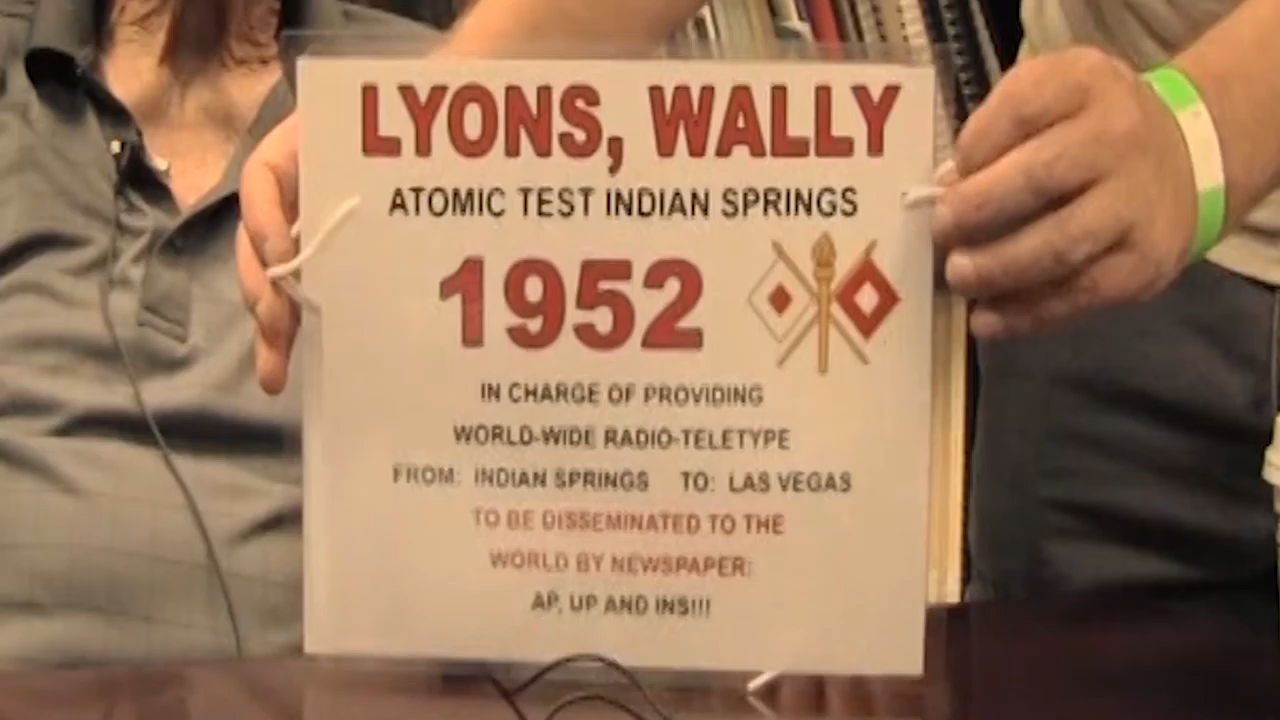 LYONS, WALLY
ATOMIC TEST INDIAN SPRINGS
1952
IN CHARGE OF PROVIDING
WORLD-WIDE RADIO-TELETYPE
FROM: INDIAN SPRINGS TO: LAS VEGAS
TO BE DISSEMINATED TO THE
WORLD BY NEWSPAPER:
AP, UP AND INS!!!